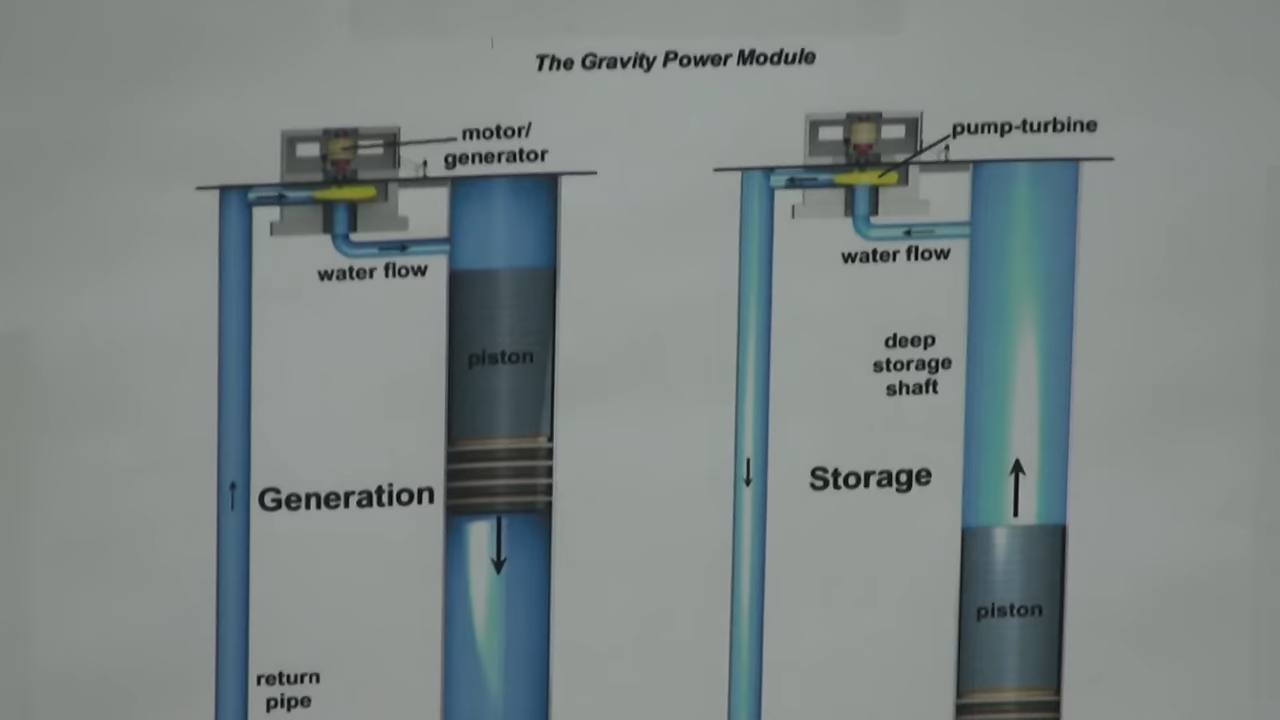 The Gravity Power Module
motor/
generator
water flow
piston
Generation
return
pipe
pump-turbine
water flow
deep
storage
shaft
Storage
piston